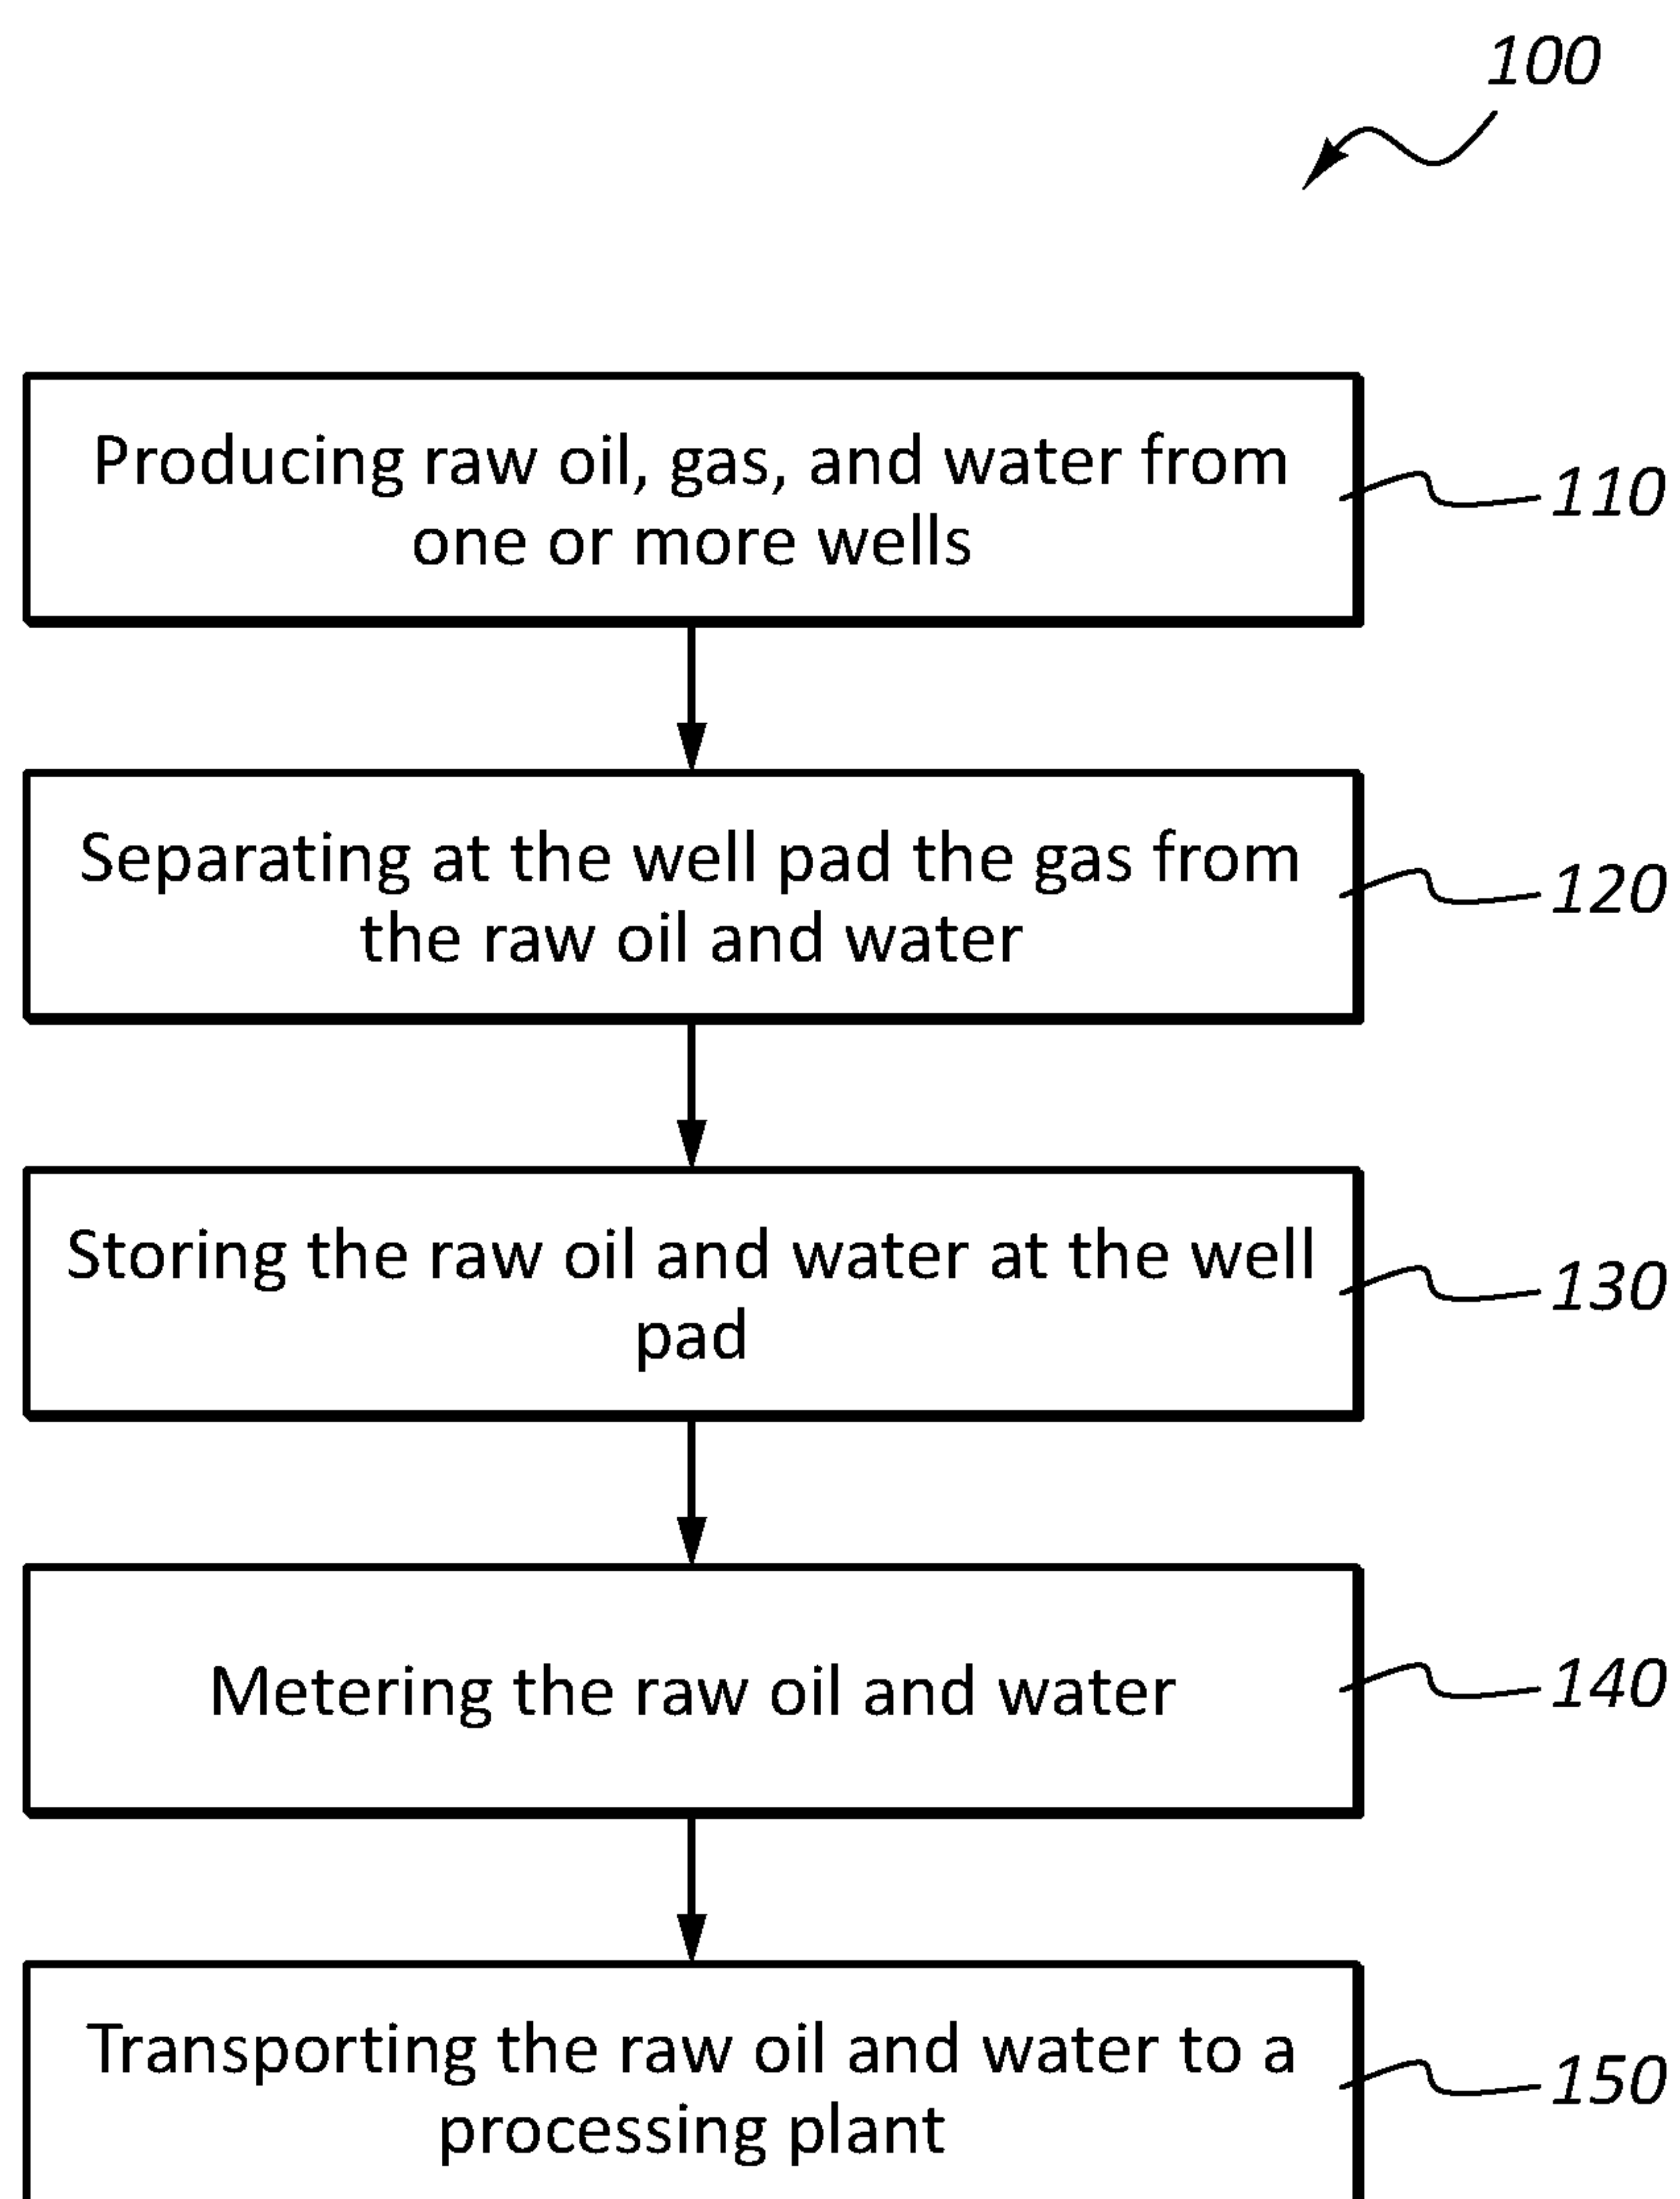 100
Producing raw oil, gas, and water from
one or more wells
110
Separating at the well pad the gas from
the raw oil and water
120
Storing the raw oil and water at the well
pad
130
Metering the raw oil and water
140
Transporting the raw oil and water to a
processing plant
150